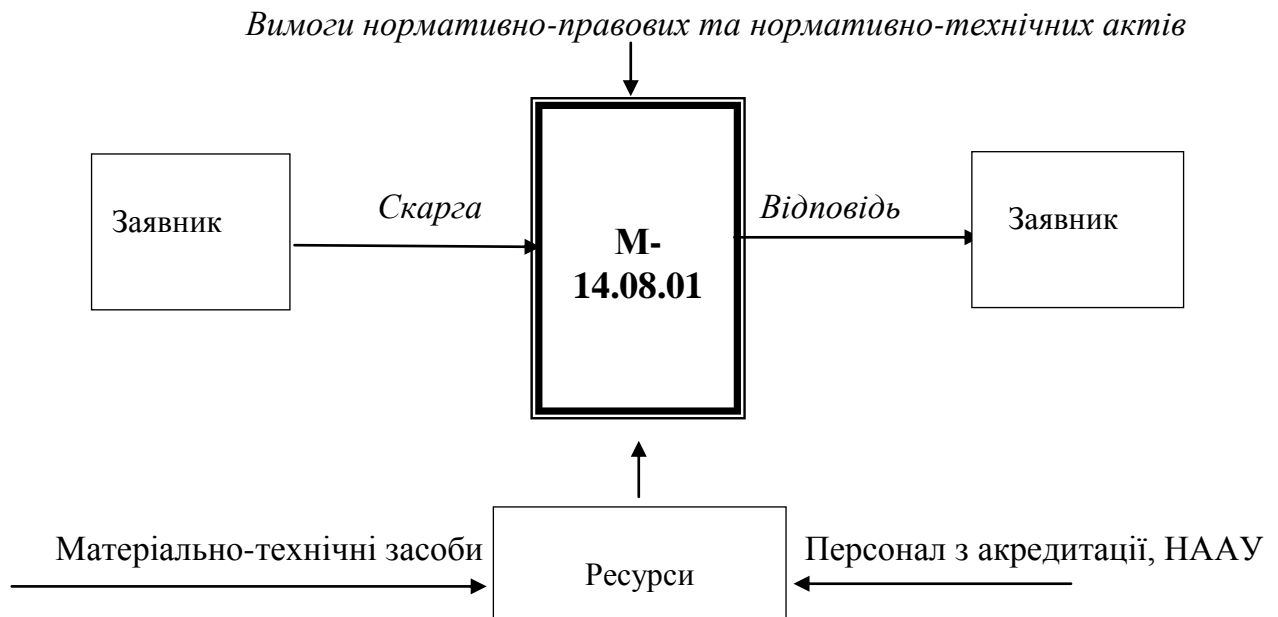 Вимоги нормативно-правових та нормативно-технічних актів
Заявник
Скарга
М-
14.08.01
Відповідь
Заявник
Матеріально-технічні засоби
Ресурси
Персонал з акредитації, НААУ